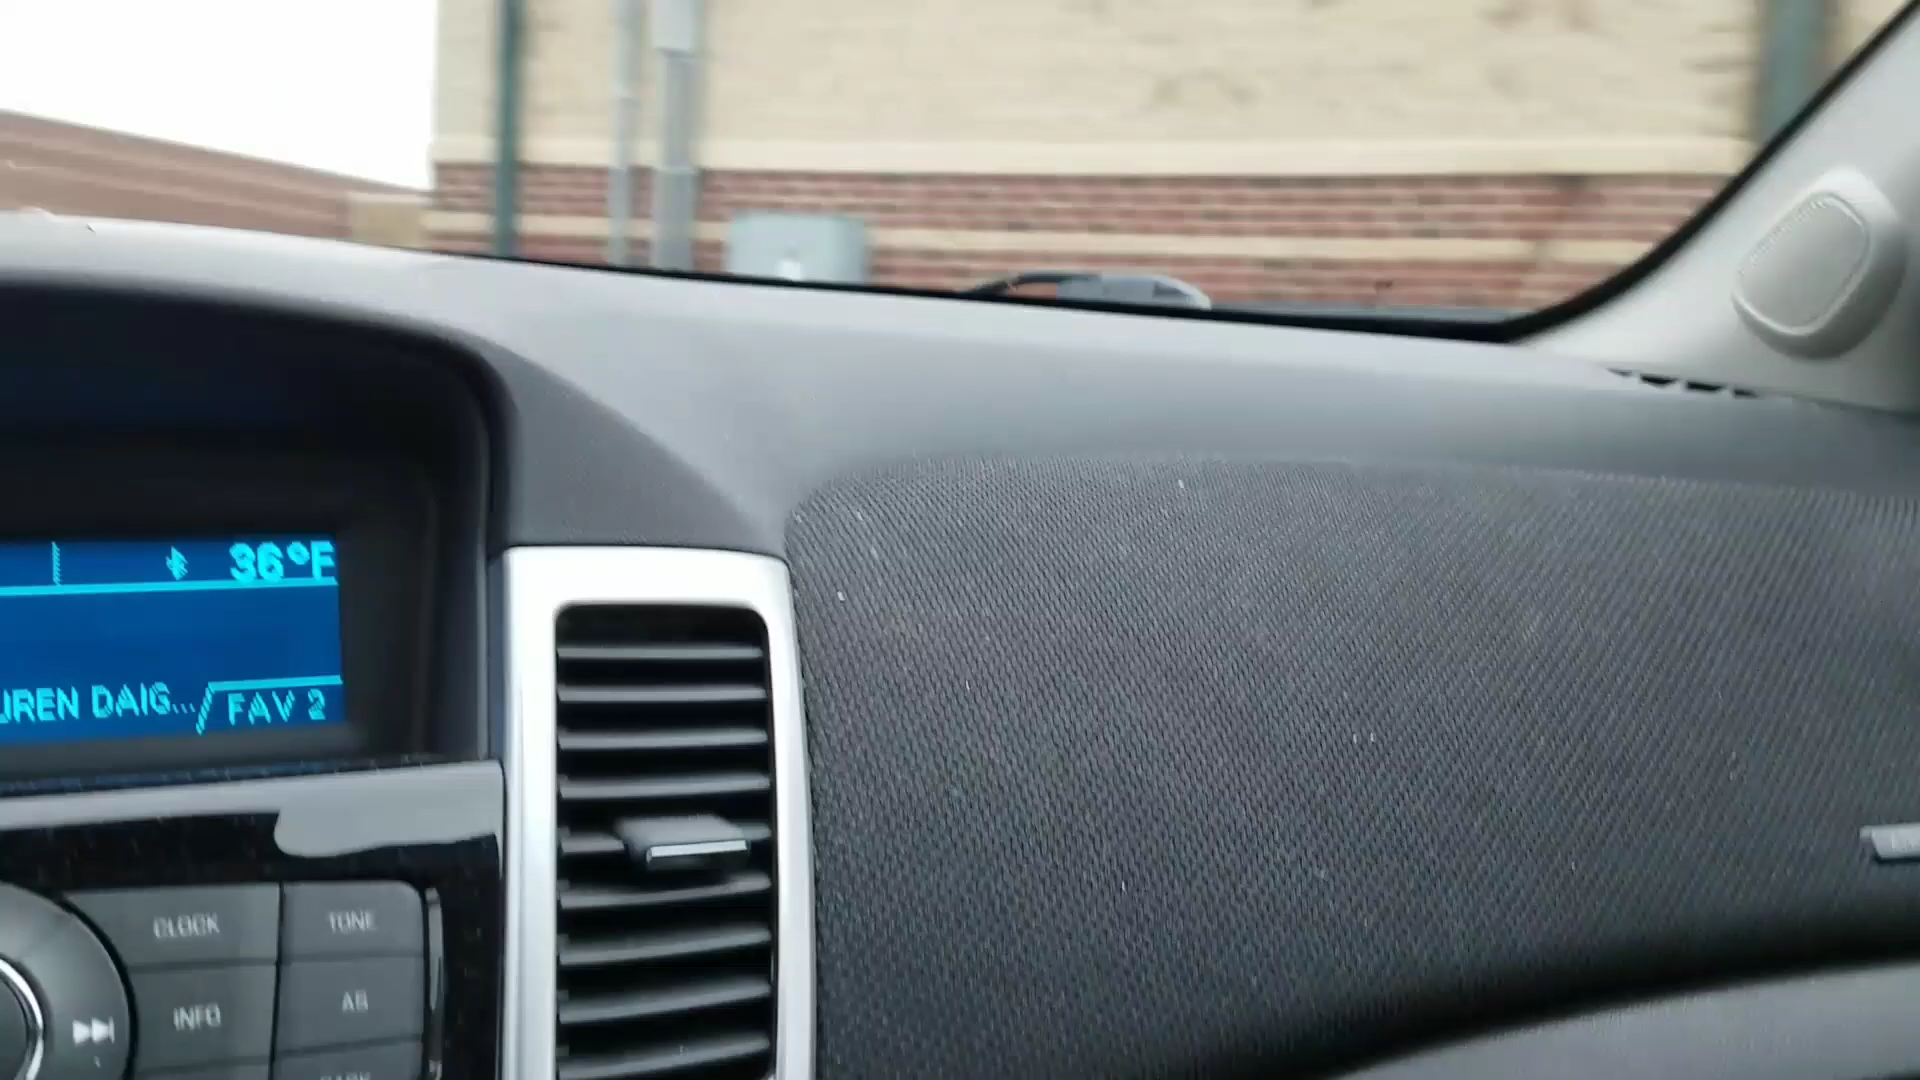 36°F
UREN DAIG...
FAV 2
CLOCK
TONE
INFO
AS